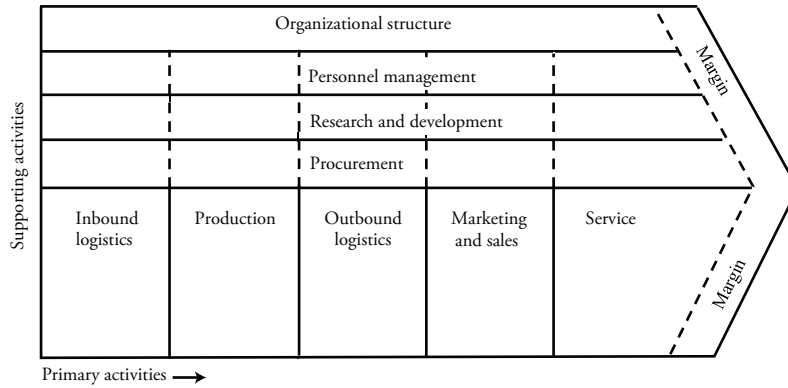 Organizational structure
Personnel management
Research and development
Procurement
Supporting activities
Inbound
logistics
Production
Outbound
logistics
Marketing
and sales
Service
Margin
Margin
Primary activities